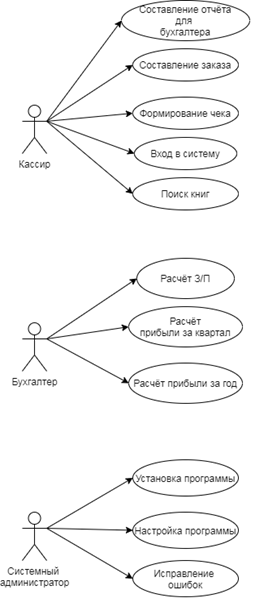 Составление отчёта
для
бухгалтера
Составление заказа
Формирование чека
Вход в систему
Поиск книг
Кассир
Расчёт З/П
Расчёт
прибыли за квартал
Расчёт прибыли за год
Бухгалтер
Установка программы
Настройка программы
Исправление
ошибок
Системный
администратор